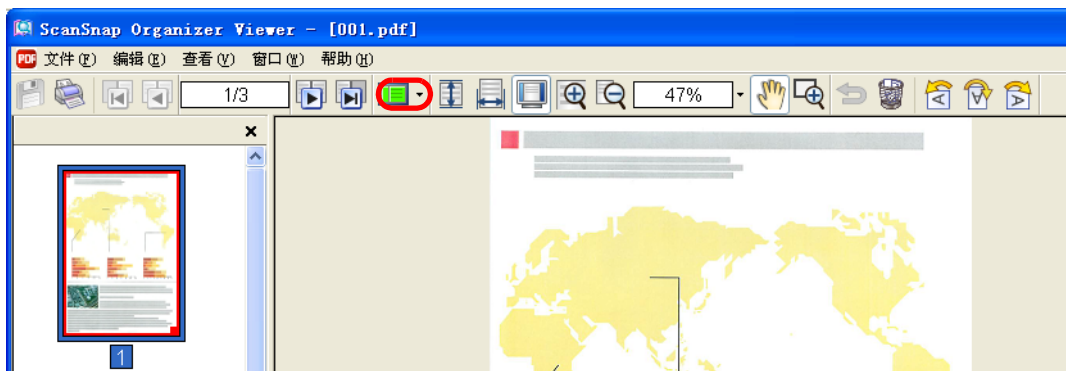 ScanSnap Organizer Viewer - [001.pdf]
PDF 文件(F) 编辑(E) 查看(V) 窗口(W) 帮助(H)
1/3 47%
1